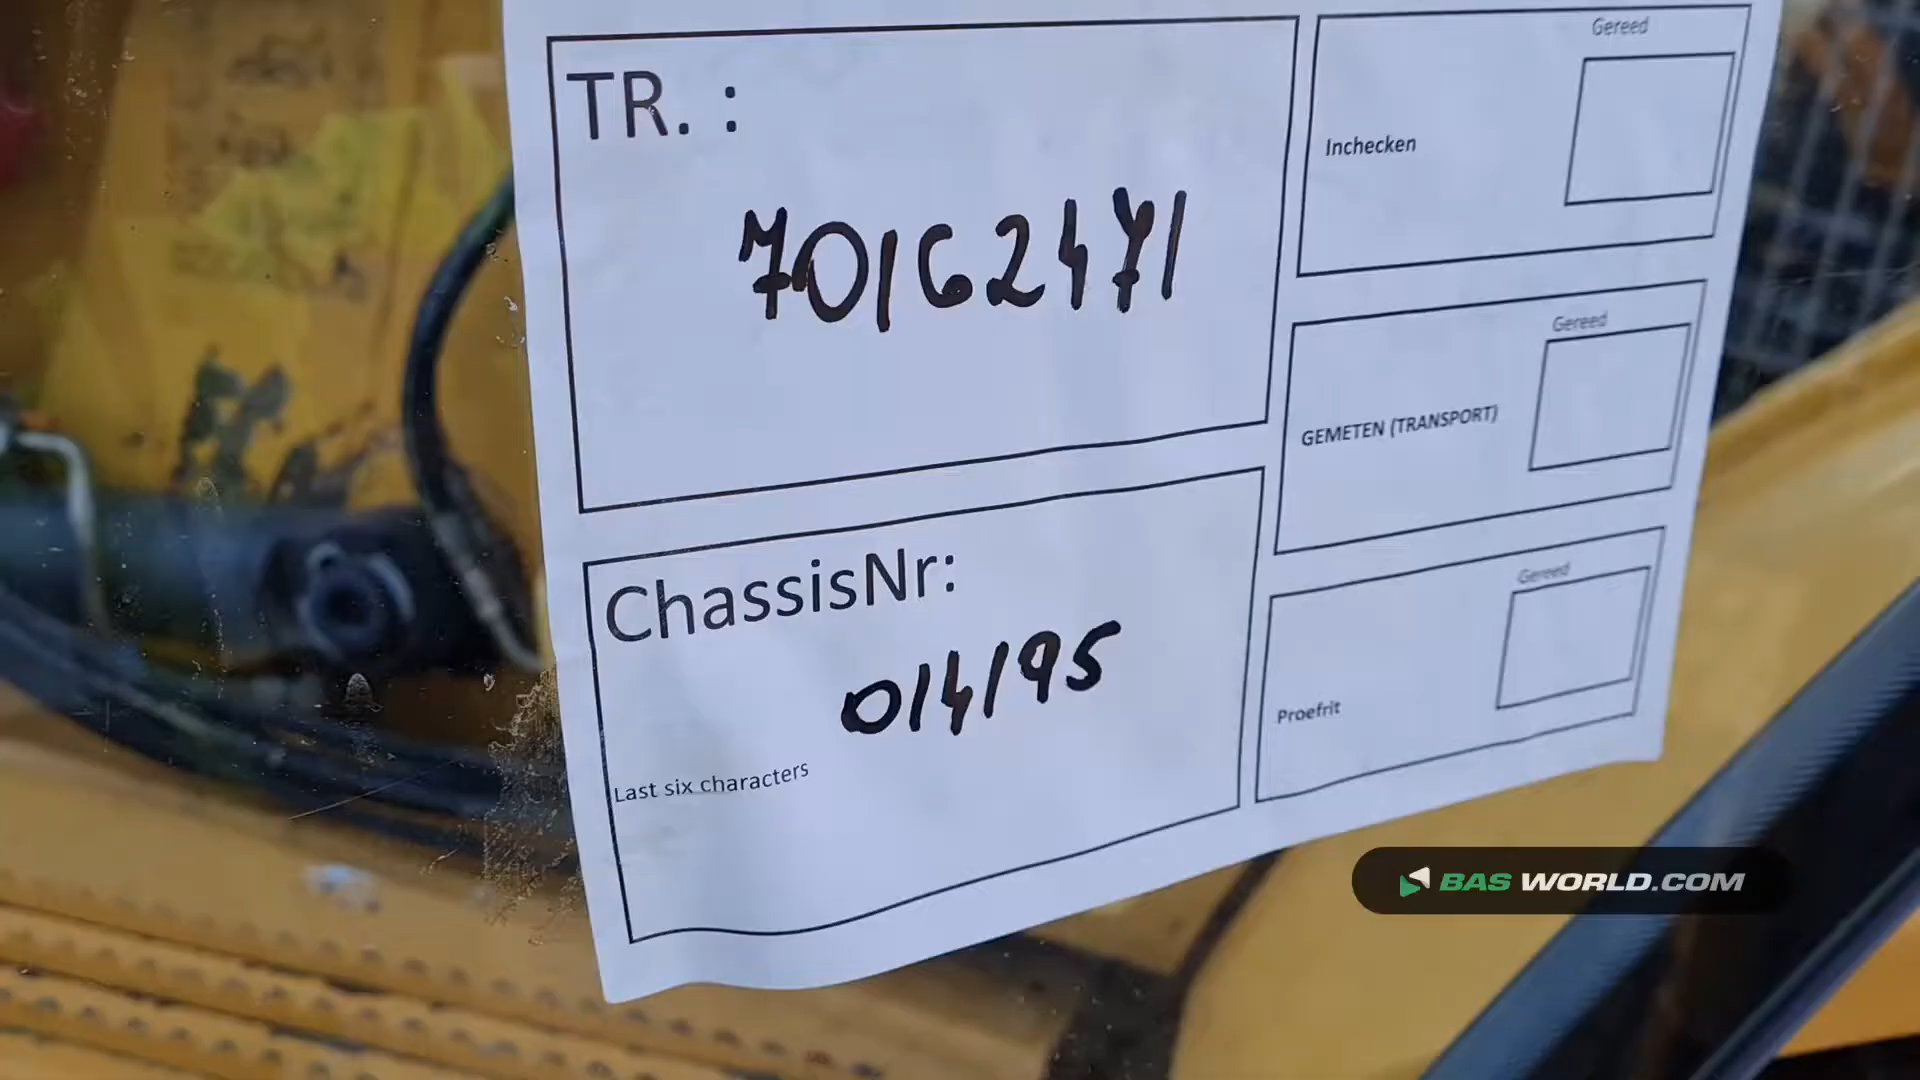 TR. :
70162471
ChassisNr:
014195
Last six characters
Gereed
Inchecken
Gereed
GEMETEN (TRANSPORT)
Gereed
Proefrit
BAS WORLD.COM